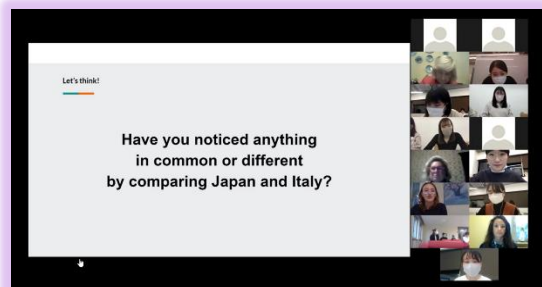 Let's think!
Have you noticed anything
in common or different
by comparing Japan and Italy?